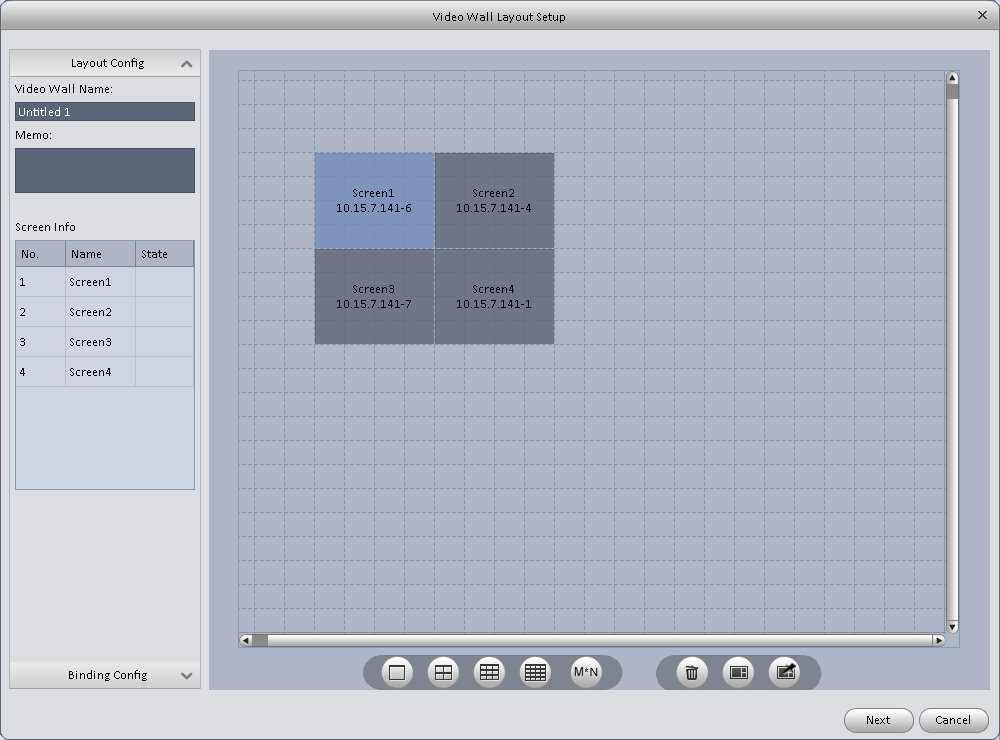 Video Wall Layout Setup
Layout Config
Video Wall Name:
Untitled 1
Memo:
Screen Info
No. Name State
1 Screen1
2 Screen2
3 Screen3
4 Screen4
Binding Config
Screen1
10.15.7.141-6
Screen2
10.15.7.141-4
Screen3
10.15.7.141-7
Screen4
10.15.7.141-1
M*N
Next
Cancel